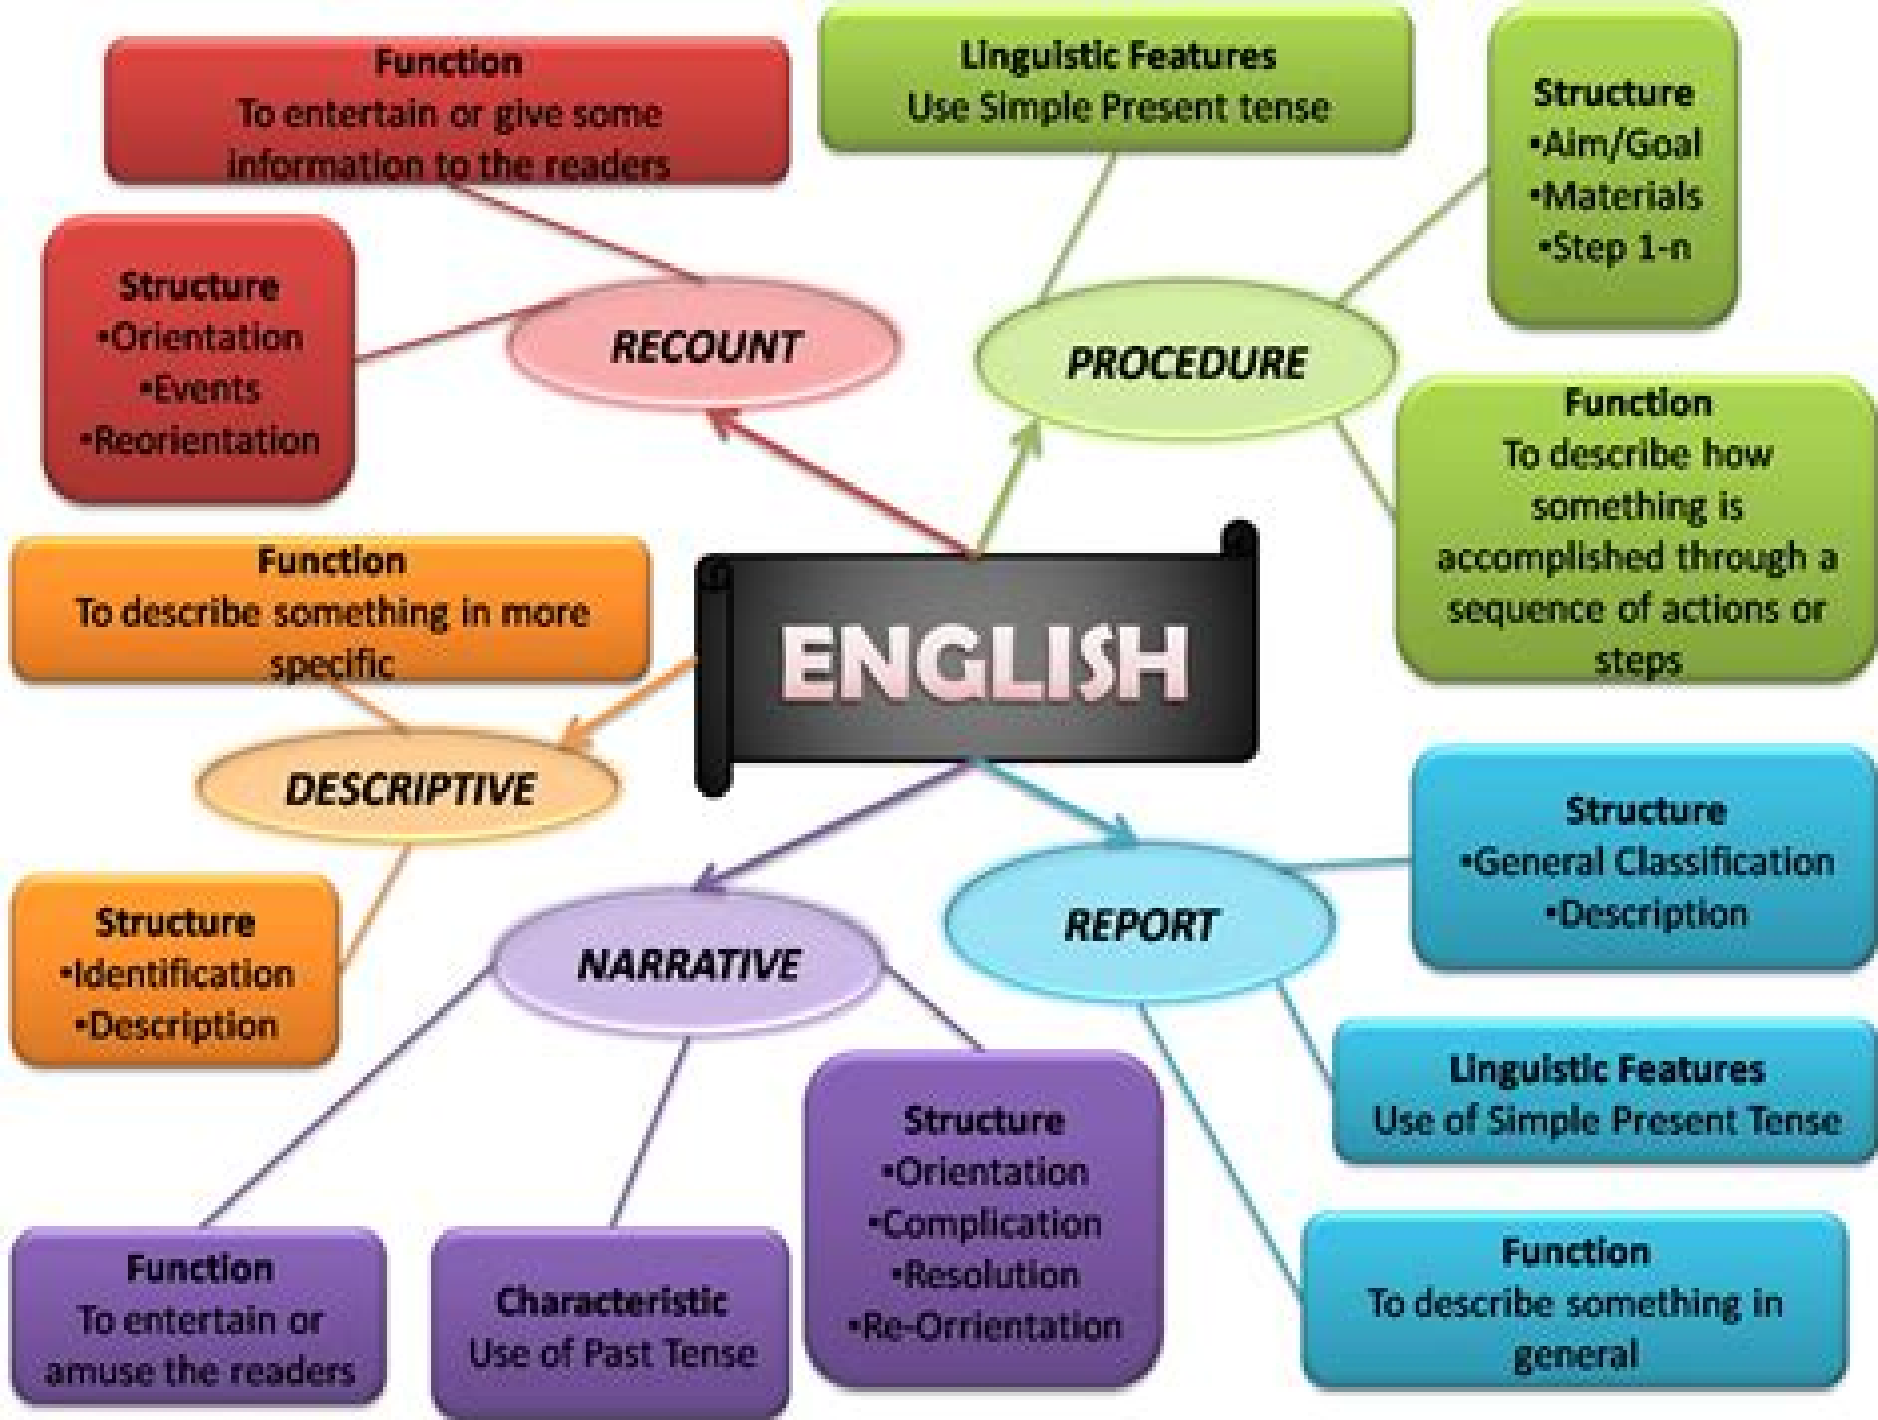 Function
To entertain or give some
information to the readers
Linguistic Features
Use Simple Present tense
Structure
•Aim/Goal
•Materials
•Step 1-n
Structure
•Orientation
•Events
•Reorientation
RECOUNT
PROCEDURE
Function
To describe how
something is
accomplished through a
sequence of actions or
steps
Function
To describe something in more
specific
ENGLISH
DESCRIPTIVE
Structure
•General Classification
•Description
Structure
•Identification
•Description
NARRATIVE
REPORT
Linguistic Features
Use of Simple Present Tense
Structure
•Orientation
•Complication
•Resolution
•Re-Orrientation
Function
To entertain or
amuse the readers
Characteristic
Use of Past Tense
Function
To describe something in
general